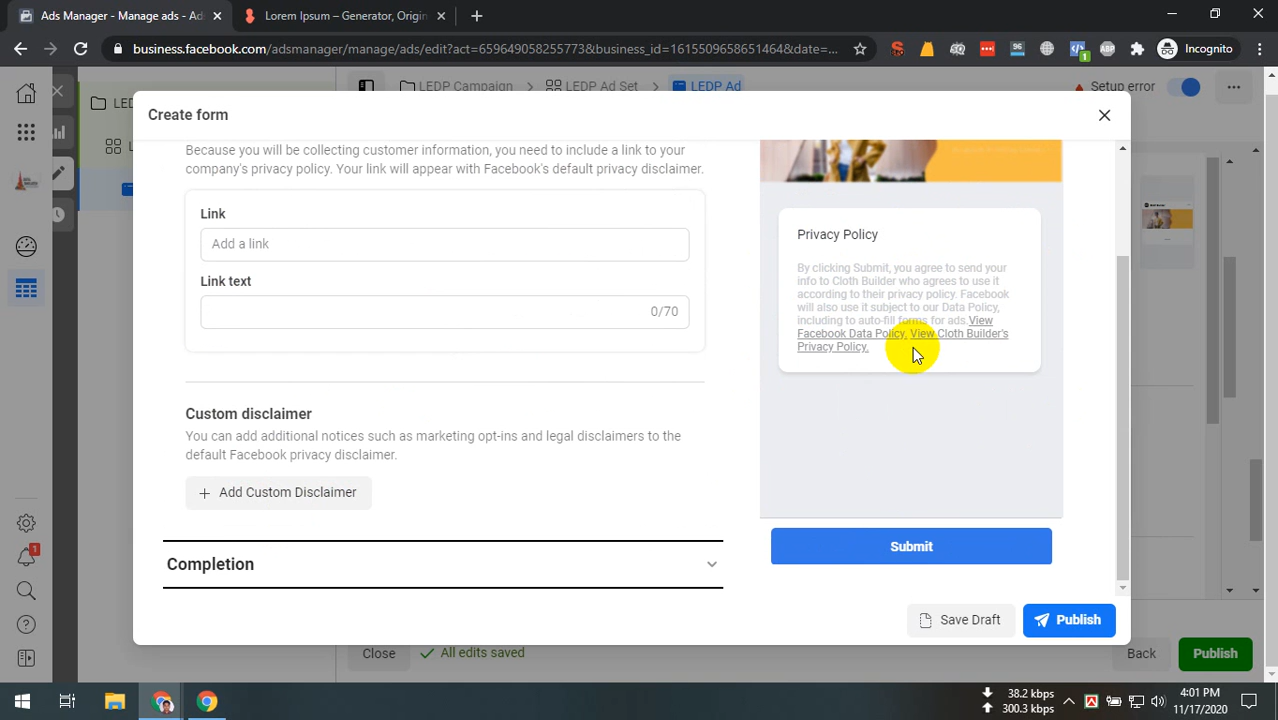 Ads Manager - Manage ads - Ad
Lorem Ipsum – Generator, Origin
business.facebook.com/adsmanager/manage/ads/edit?act=659649058255773&business_id=1615509658651464&date=...
96
1
ABP
Incognito
LEDP Campaign
LEDP Ad Set
LEDP Ad
Setup error
Create form
Because you will be collecting customer information, you need to include a link to your
company's privacy policy. Your link will appear with Facebook's default privacy disclaimer.
Link
Add a link
Link text
0/70
Custom disclaimer
You can add additional notices such as marketing opt-ins and legal disclaimers to the
default Facebook privacy disclaimer.
Add Custom Disclaimer
Completion
Privacy Policy
By clicking Submit, you agree to send your
info to Cloth Builder who agrees to use it
according to their privacy policy. Facebook
will also use it subject to our Data Policy,
including to auto-fill forms for ads.View
Facebook Data Policy. View Cloth Builder's
Privacy Policy.
Submit
Save Draft
Publish
Close
All edits saved
Back
Publish
1
38.2 kbps
300.3 kbps
4:01 PM
11/17/2020